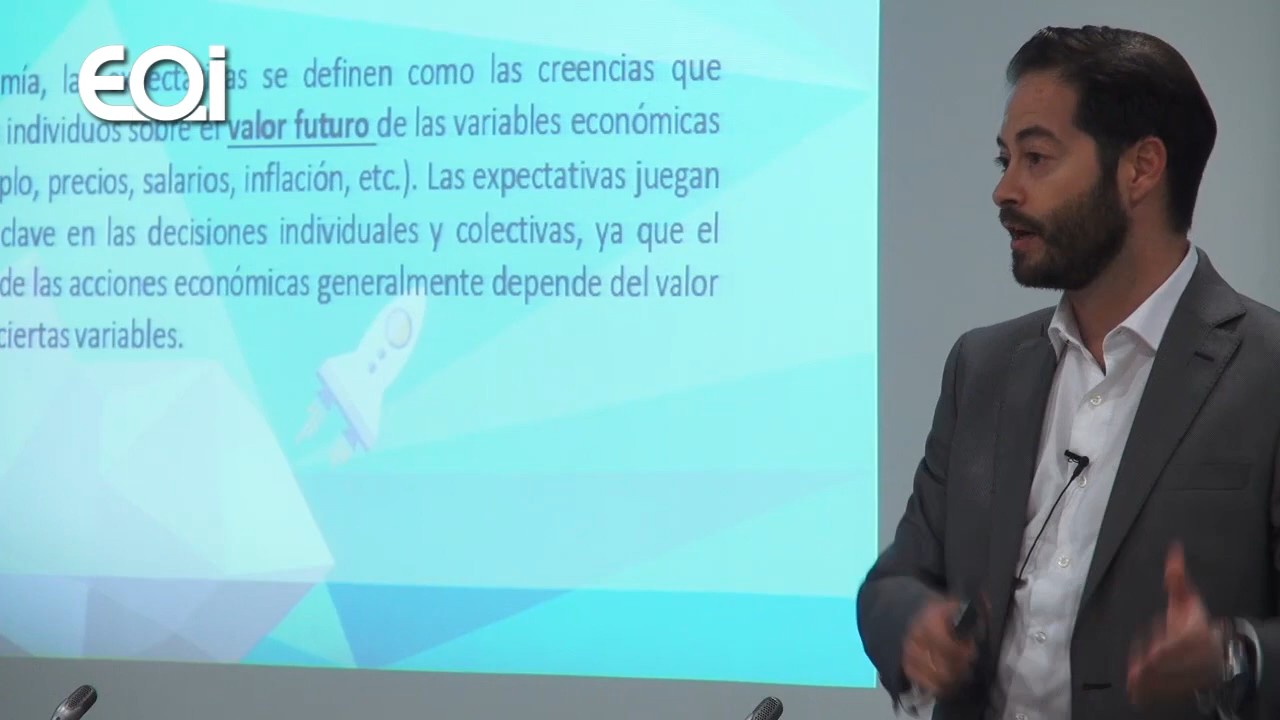 EOi
mía, las expectativas se definen como las creencias que
individuos sobre el valor futuro de las variables económicas
plo, precios, salarios, inflación, etc.). Las expectativas juegan
clave en las decisiones individuales y colectivas, ya que el
de las acciones económicas generalmente depende del valor
ciertas variables.